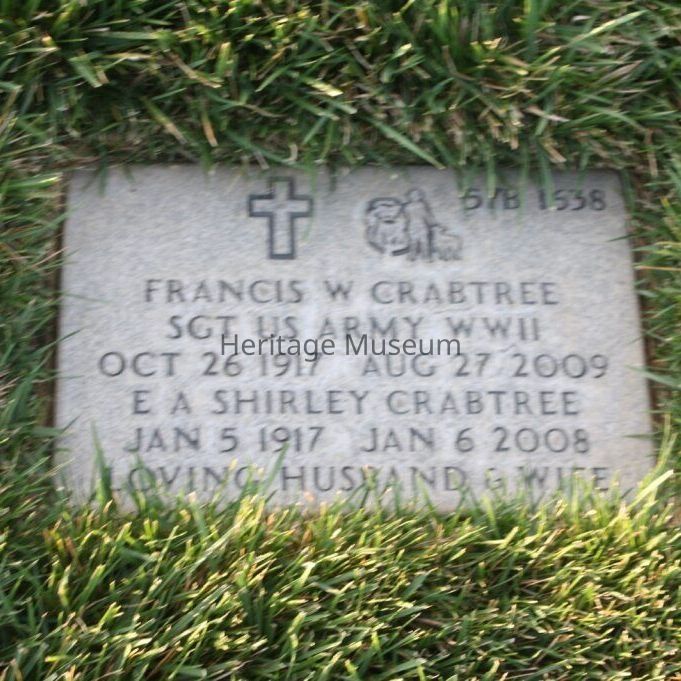 57B 1538
FRANCIS W CRABTREE
SGT US ARMY WWII
Heritage Museum
OCT 26 1917 AUG 27 2009
E A SHIRLEY CRABTREE
JAN 5 1917 JAN 6 2008
LOVING HUSBAND & WIFE